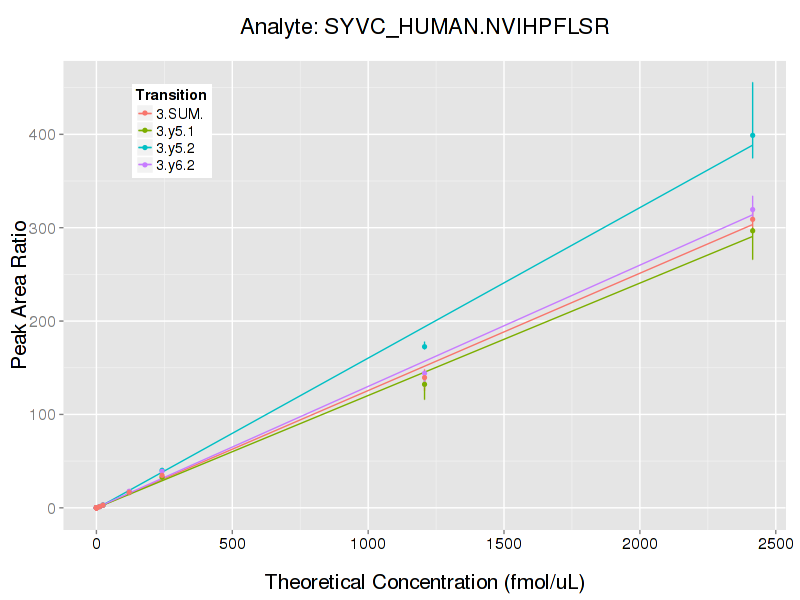 Analyte: SYVC_HUMAN.NVIHPFLSR
Transition
3.SUM.
3.y5.1
3.y5.2
3.y6.2
Peak Area Ratio
400
300
200
100
0
0 500 1000 1500 2000 2500
Theoretical Concentration (fmol/uL)